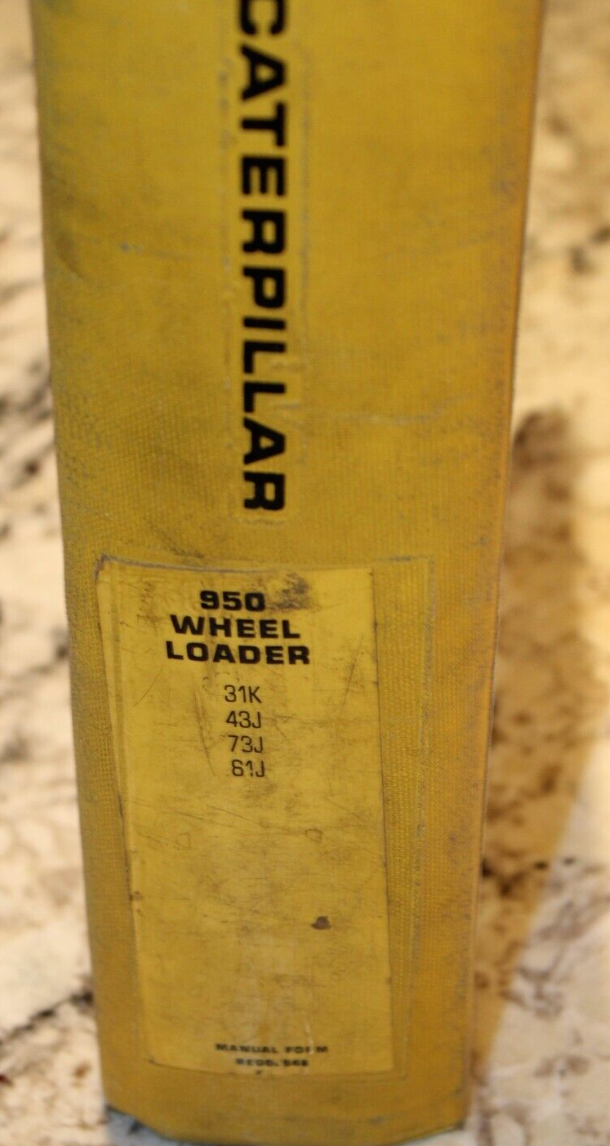 CATERPILLAR
950
WHEEL
LOADER
31K
43J
73J
61J
MANUAL FORM